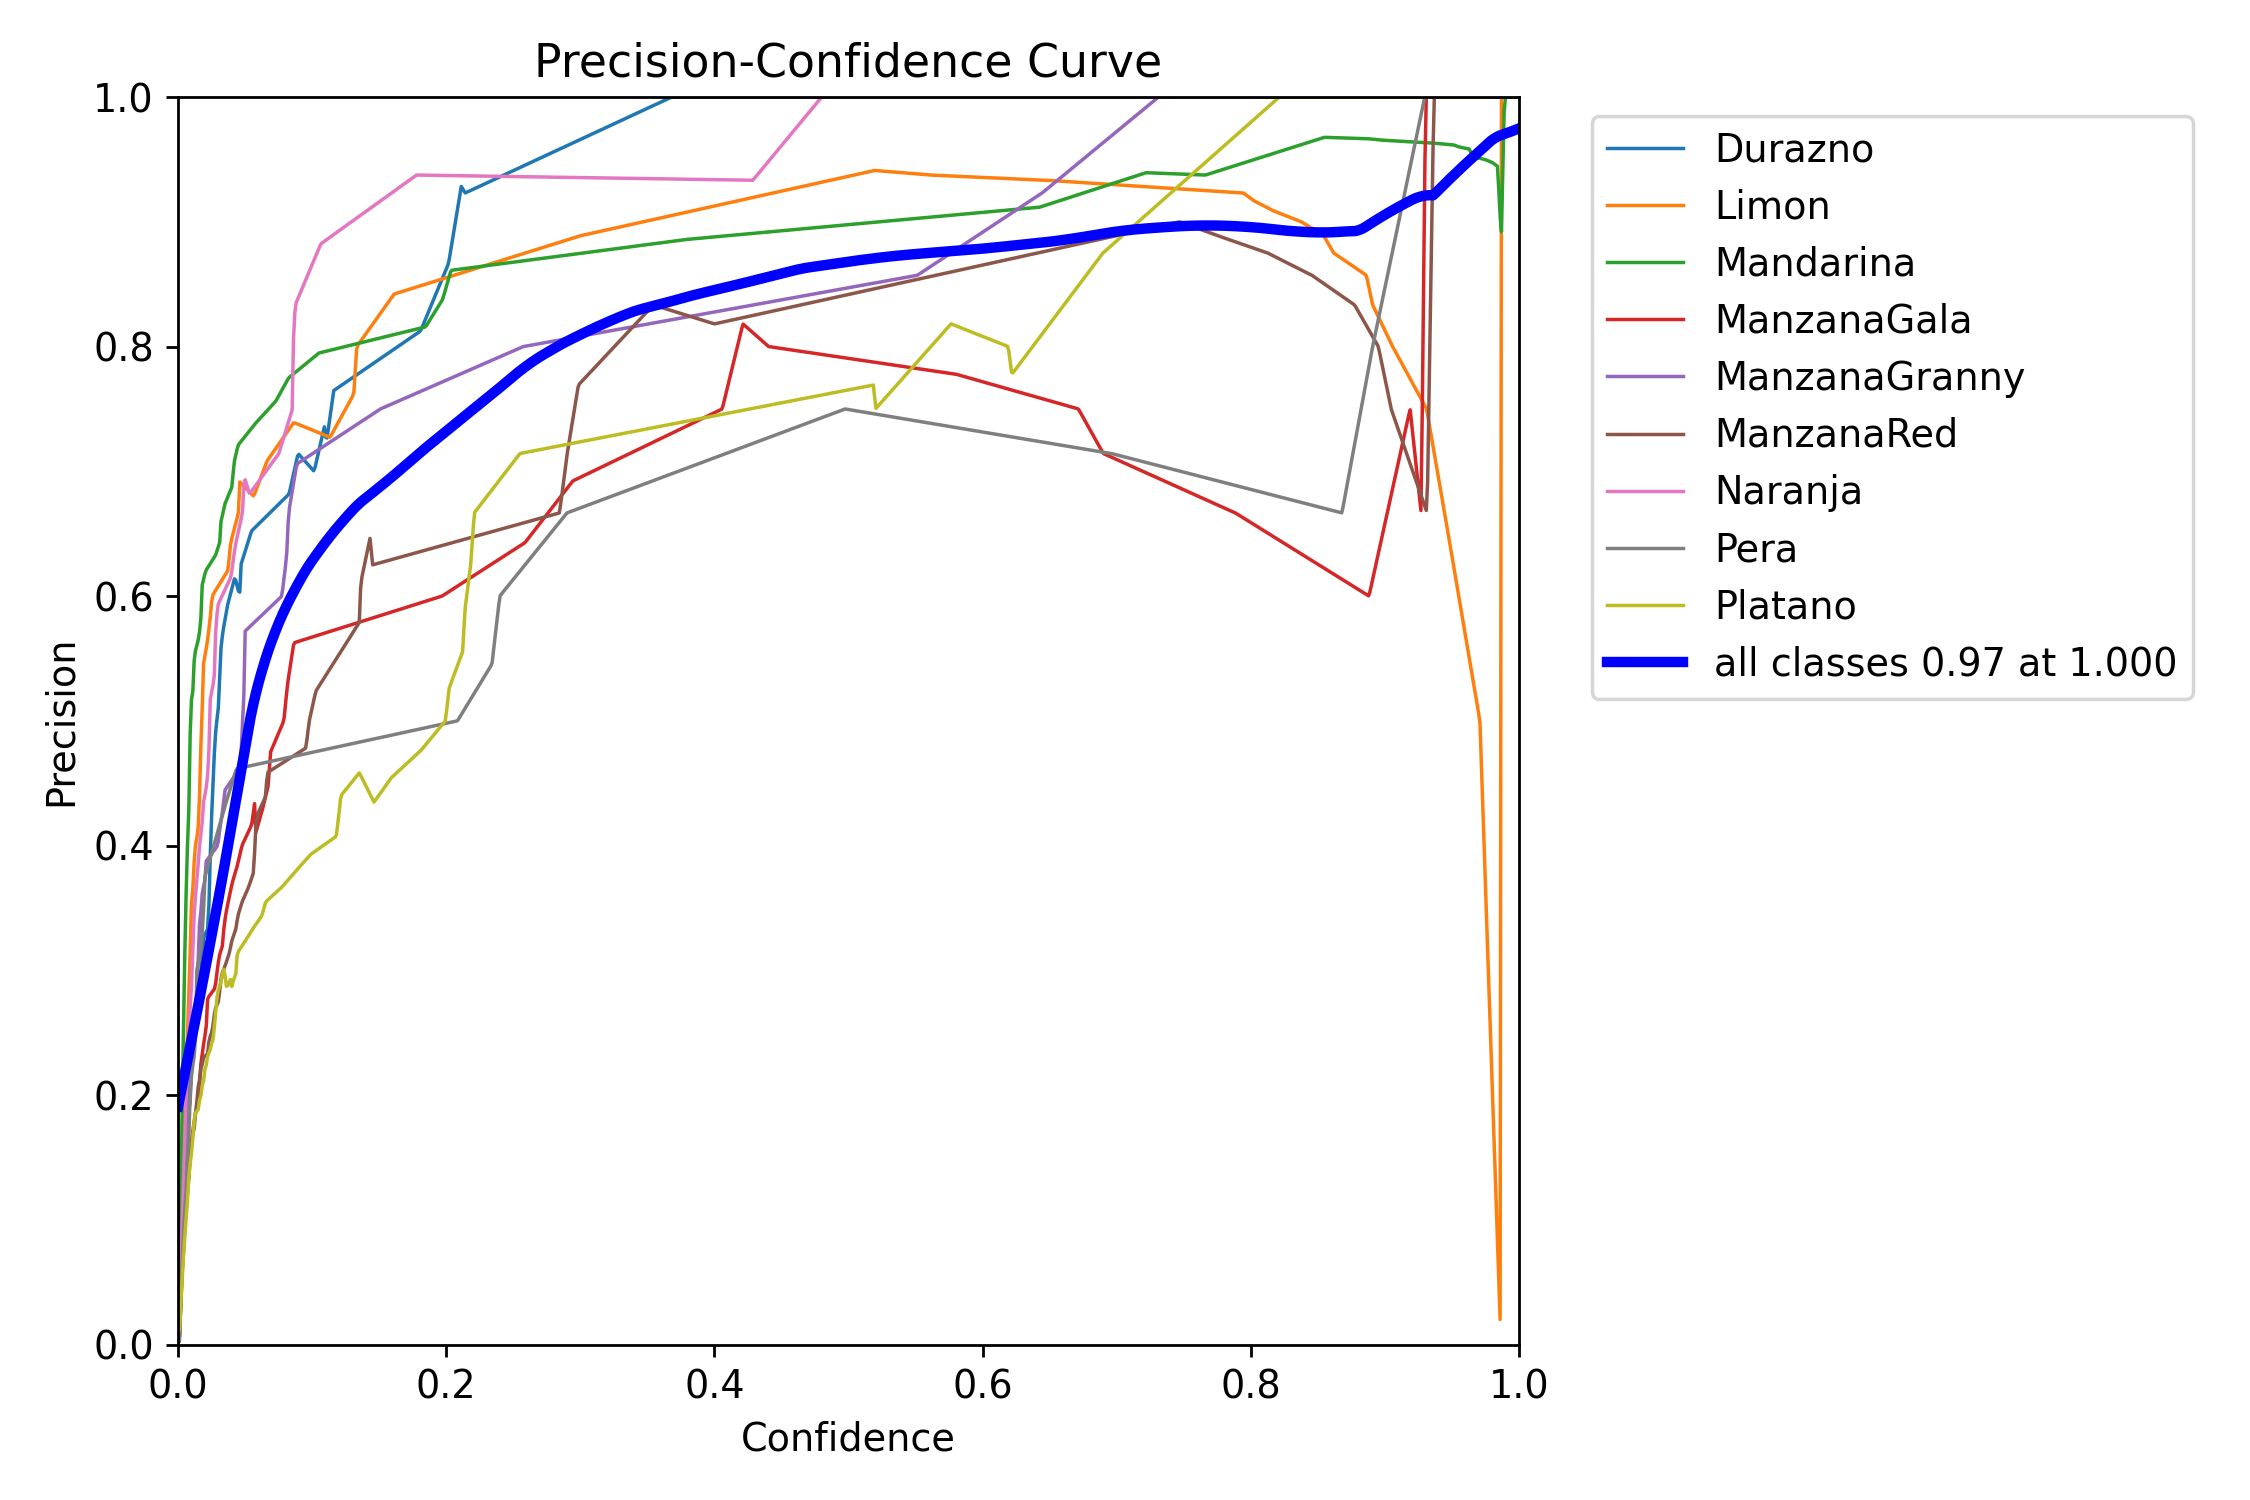 Precision-Confidence Curve
1.0
0.8
0.6
0.4
0.2
0.0
Precision
0.0 0.2 0.4 0.6 0.8 1.0
Confidence
Durazno
Limon
Mandarina
ManzanaGala
ManzanaGranny
ManzanaRed
Naranja
Pera
Platano
all classes 0.97 at 1.000